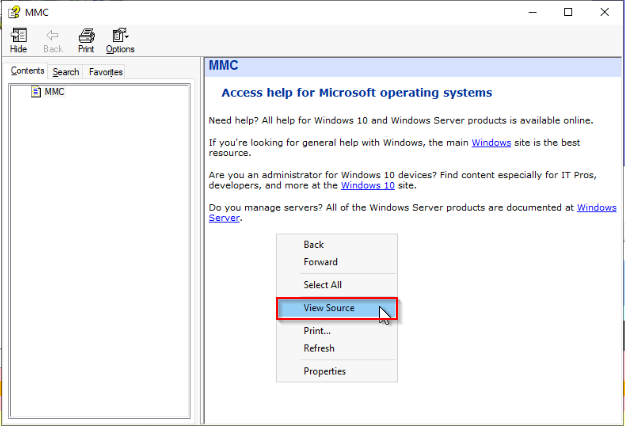 MMC
Hide
Back
Print
Options
Contents
Search
Favorites
MMC
MMC
Access help for Microsoft operating systems
Need help? All help for Windows 10 and Windows Server products is available online.
If you're looking for general help with Windows, the main Windows site is the best
resource.
Are you an administrator for Windows 10 devices? Find content especially for IT Pros,
developers, and more at the Windows 10 site.
Do you manage servers? All of the Windows Server products are documented at Windows
Server.
Back
Forward
Select All
View Source
Print...
Refresh
Properties